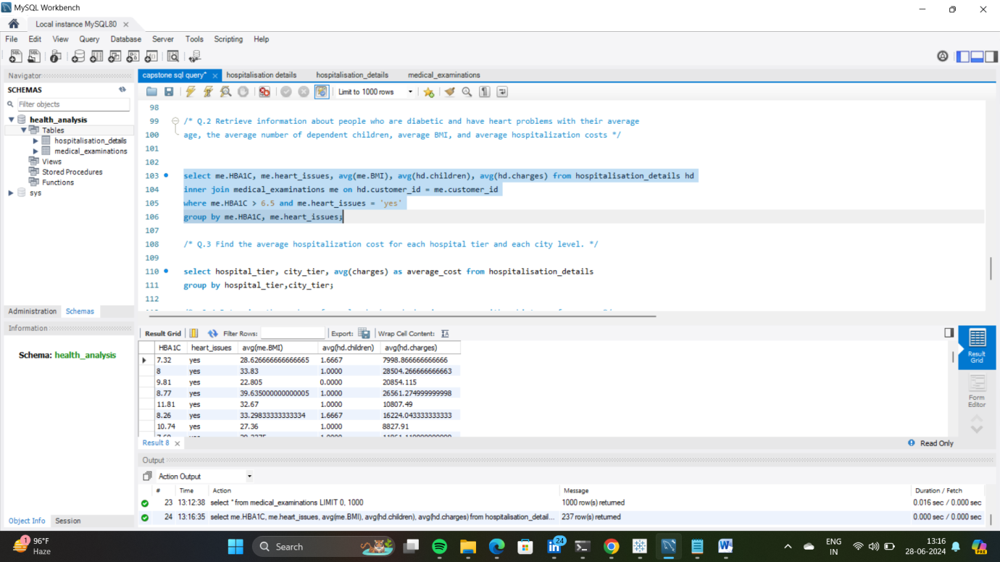 MySQL Workbench
Local instance MySQL80
File Edit View Query Database Server Tools Scripting Help
Navigator
SCHEMAS
Filter objects
health_analysis
Tables
hospitalisation_details
medical_examinations
Views
Stored Procedures
Functions
sys
Administration Schemas
Information
Schema: health_analysis
Object Info Session
capstone sql query* hospitalisation details hospitalisation_details medical_examinations
Limit to 1000 rows
98
99 /* Q.2 Retrieve information about people who are diabetic and have heart problems with their average
100 age, the average number of dependent children, average BMI, and average hospitalization costs */
101
102
103 select me.HBA1C, me.heart_issues, avg(me.BMI), avg(hd.children), avg(hd.charges) from hospitalisation_details hd
104 inner join medical_examinations me on hd.customer_id = me.customer_id
105 where me.HBA1C > 6.5 and me.heart_issues = 'yes'
106 group by me.HBA1C, me.heart_issues;
107
108 /* Q.3 Find the average hospitalization cost for each hospital tier and each city level. */
109
110 select hospital_tier, city_tier, avg(charges) as average_cost from hospitalisation_details
111 group by hospital_tier,city_tier;
112
Result Grid Filter Rows: Export: Wrap Cell Content:
HBA1C heart_issues avg(me.BMI) avg(hd.children) avg(hd.charges)
7.32 yes 28.626666666666665 1.6667 7998.866666666666
8 yes 33.83 1.0000 28504.266666666663
9.81 yes 22.805 0.0000 20854.115
8.77 yes 39.635000000000005 1.0000 26561.274999999998
11.81 yes 32.67 1.0000 10807.49
8.26 yes 33.29833333333334 1.6667 16224.043333333333
10.74 yes 27.36 1.0000 8827.91
Result Grid
Form Editor
Result 8
Read Only
Output
Action Output
# Time Action Message Duration / Fetch
23 13:12:38 select * from medical_examinations LIMIT 0, 1000 1000 row(s) returned 0.016 sec / 0.000 sec
24 13:16:35 select me.HBA1C, me.heart_issues, avg(me.BMI), avg(hd.children), avg(hd.charges) from hospitalisation_detail... 237 row(s) returned 0.000 sec / 0.000 sec
1 96°F
Haze
Search
24
ENG
IN
13:16
28-06-2024
PRE